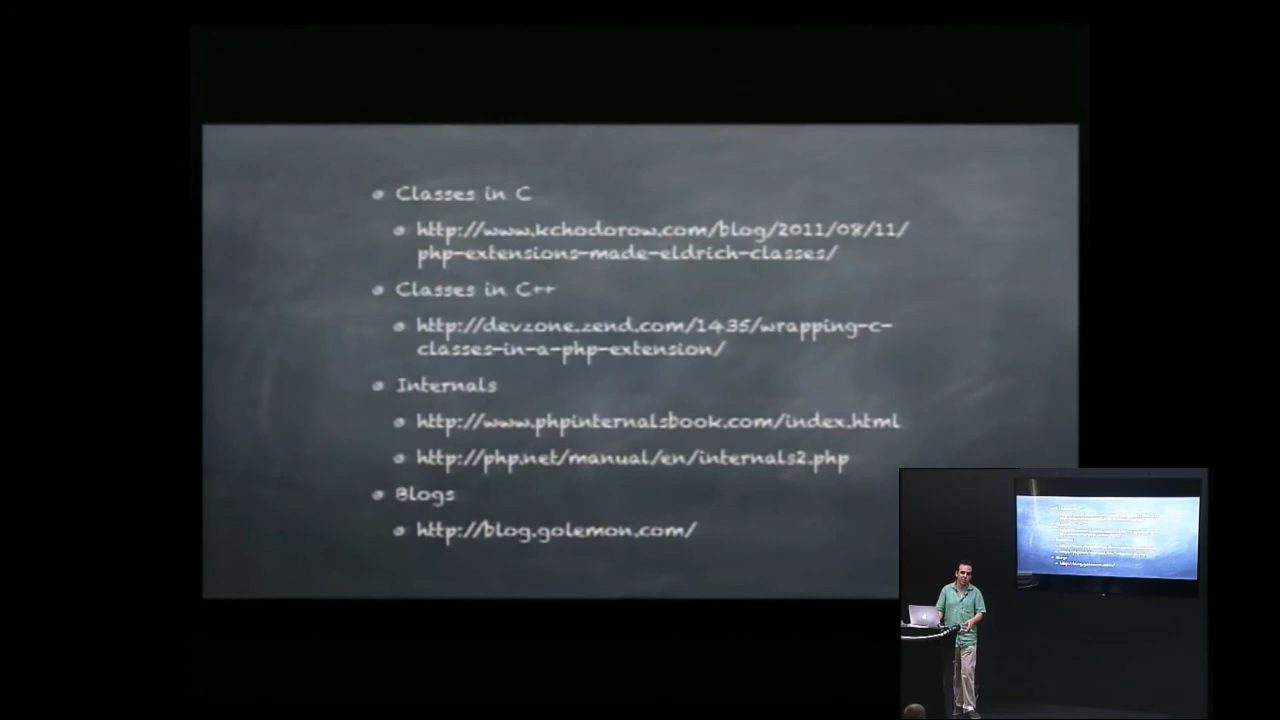 Classes in C
http://www.kchodorow.com/blog/2011/08/11/
php-extensions-made-eldrich-classes/
Classes in C++
http://devzone.zend.com/1435/wrapping-c-
classes-in-a-php-extension/
Internals
http://www.phpinternalsbook.com/index.html
http://php.net/manual/en/internals2.php
Blogs
http://blog.golemon.com/